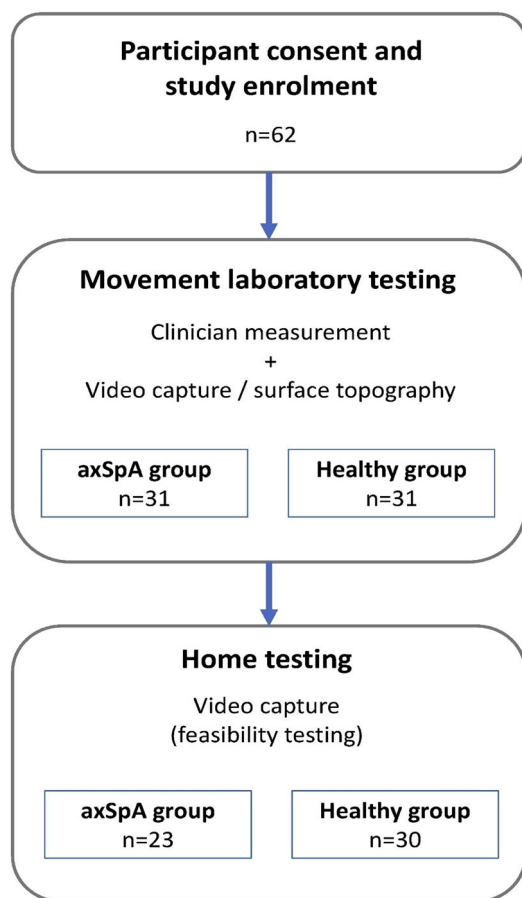 Participant consent and
study enrolment
n=62
Movement laboratory testing
Clinician measurement
+
Video capture / surface topography
axSpA group
n=31
Healthy group
n=31
Home testing
Video capture
(feasibility testing)
axSpA group
n=23
Healthy group
n=30